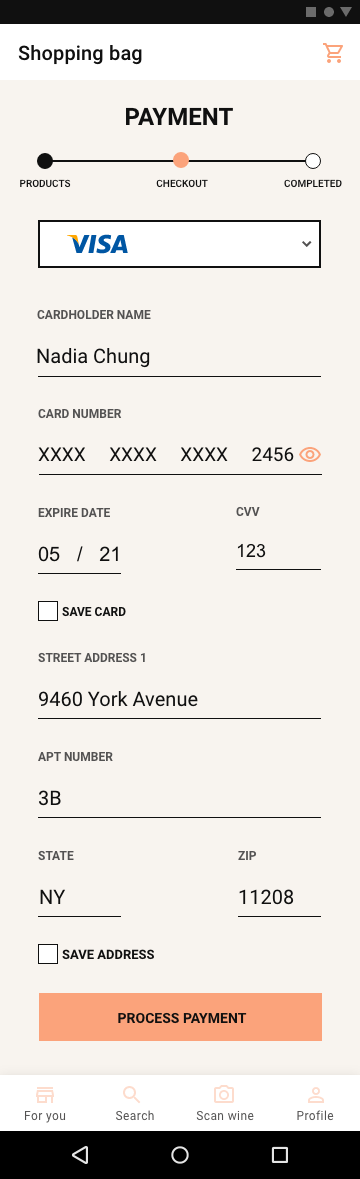 Shopping bag
PAYMENT
PRODUCTS CHECKOUT COMPLETED
VISA
CARDHOLDER NAME
Nadia Chung
CARD NUMBER
XXXX XXXX XXXX 2456
EXPIRE DATE CVV
05 / 21 123
SAVE CARD
STREET ADDRESS 1
9460 York Avenue
APT NUMBER
3B
STATE ZIP
NY 11208
SAVE ADDRESS
PROCESS PAYMENT
For you Search Scan wine Profile